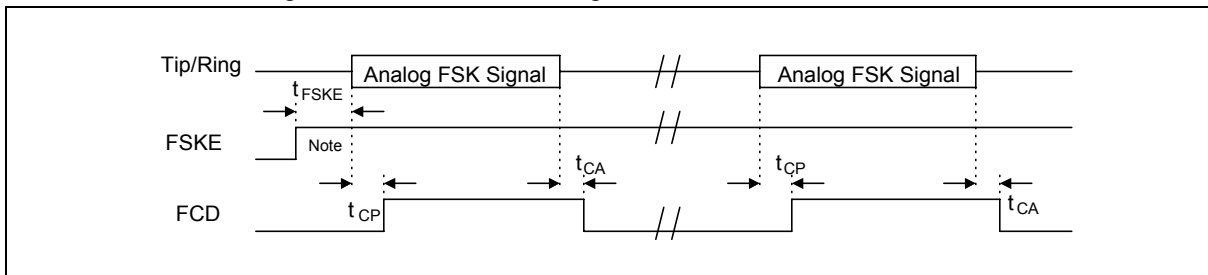 Tip/Ring
Analog FSK Signal
Analog FSK Signal
tFSKE
FSKE
Note
tCA
tCP
FCD
tCP
tCA